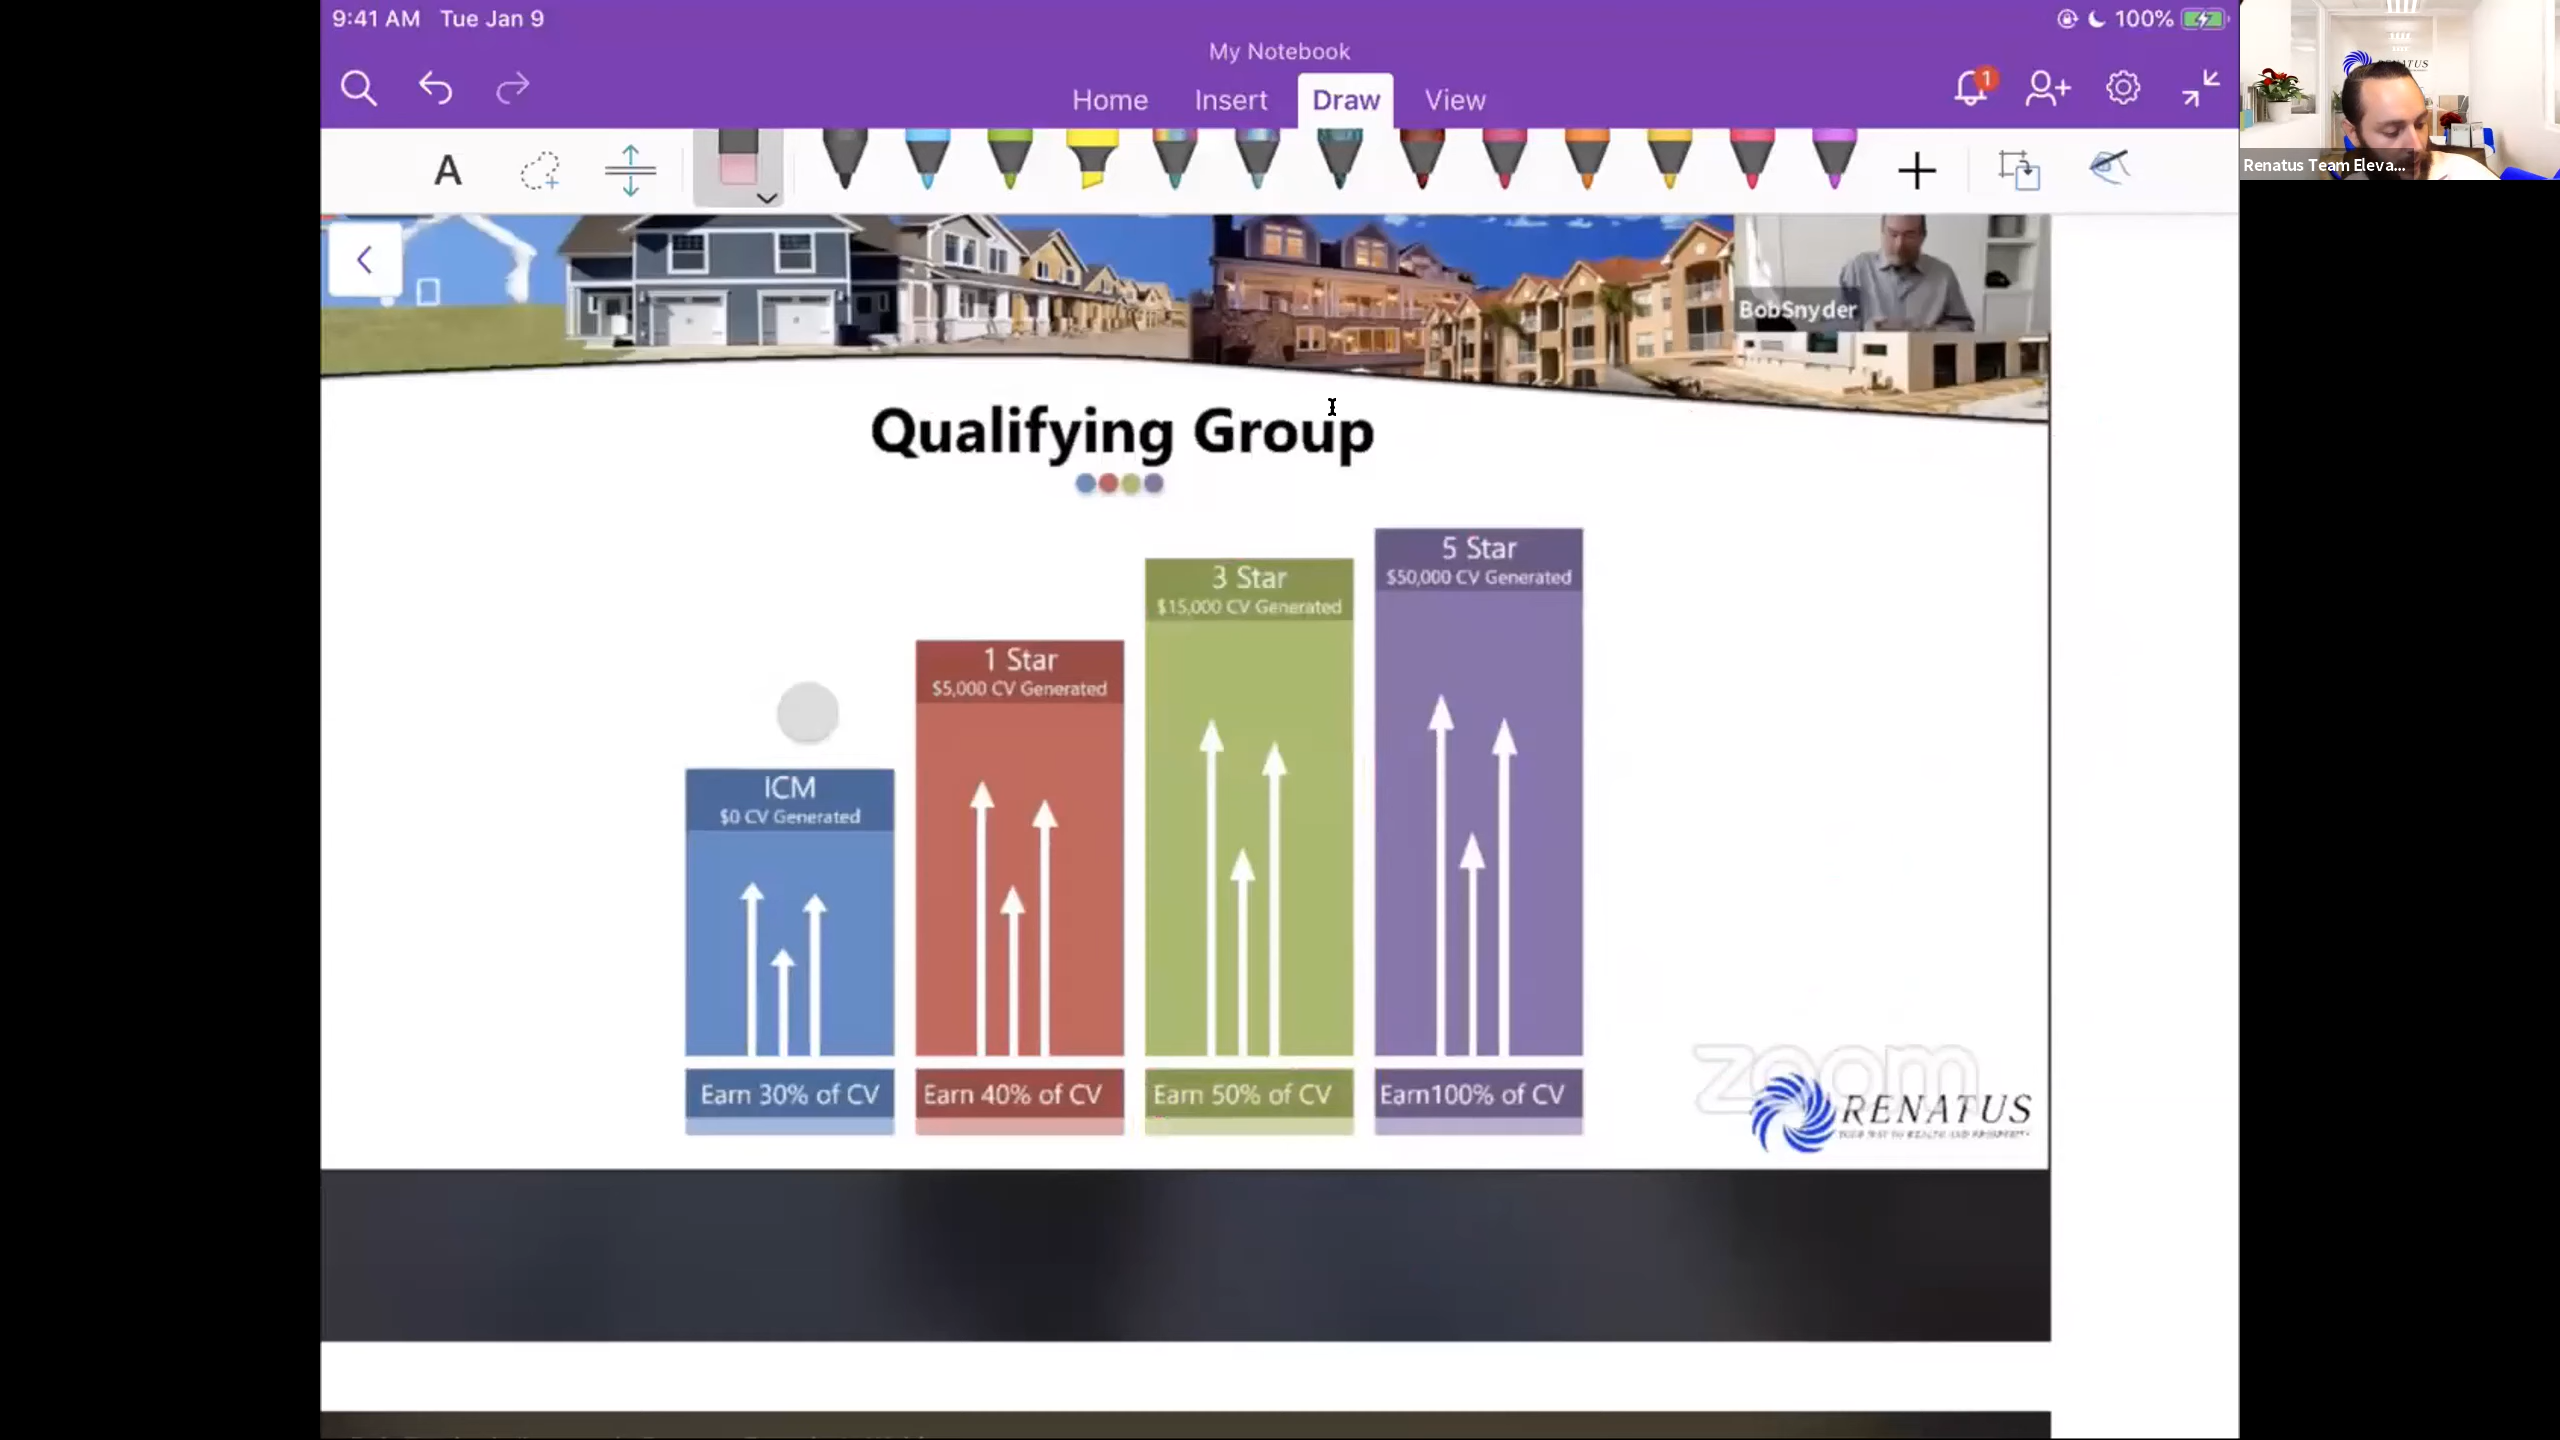 9:41 AM Tue Jan 9
100%
My Notebook
Home Insert Draw View
1
A
Renatus Team Eleva...
RENATUS
BobSnyder
Qualifying Group
5 Star
$50,000 CV Generated
3 Star
$15,000 CV Generated
1 Star
$5,000 CV Generated
ICM
$0 CV Generated
Earn 30% of CV
Earn 40% of CV
Earn 50% of CV
Earn100% of CV
zoom
RENATUS